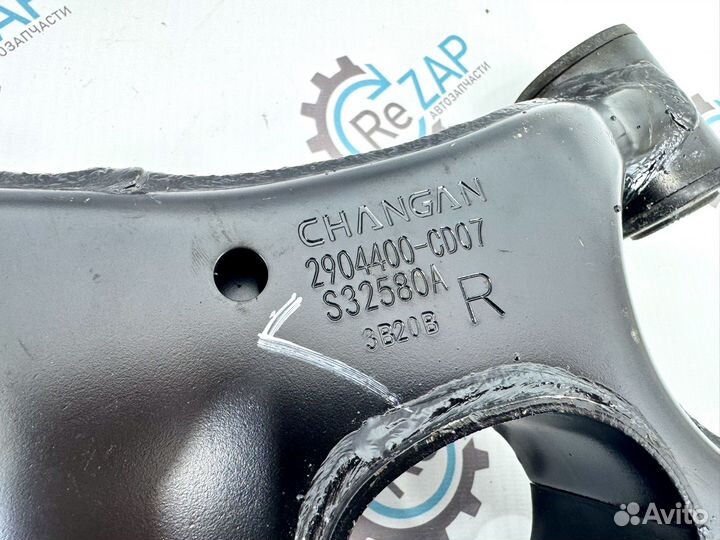 ReZAP
АВТОЗАПЧАСТИ
CHANGAN
2904400-CD07
S32580A
3B20B
R
Avito